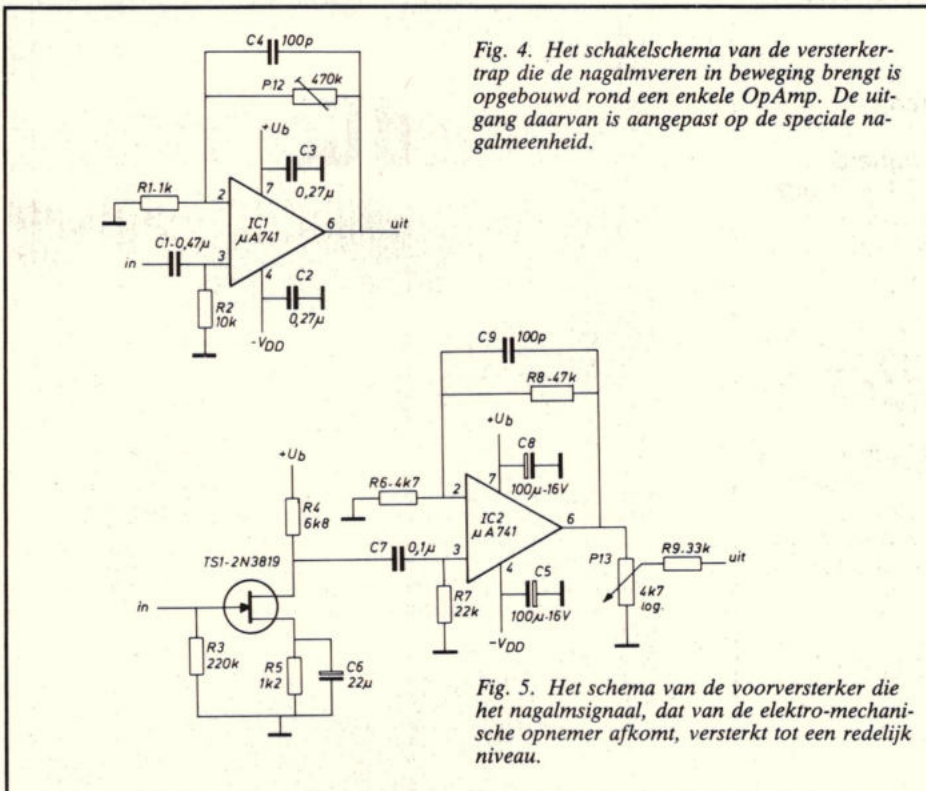 C4
100p
P12
470k
+Ub
C3
7
0,27µ
R1-1k
2
IC1
µA741
6
uit
C1-0,47µ
in
3
4
C2
R2
10k
0,27µ
-VDD
Fig. 4. Het schakelschema van de versterker-
trap die de nagalmveren in beweging brengt is
opgebouwd rond een enkele OpAmp. De uit-
gang daarvan is aangepast op de speciale na-
galmeenheid.
C9
100p
R8-47k
+Ub
+Ub
C8
7
100µ-16V
R4
6k8
R6-4k7
2
IC2
µA741
6
C7
0,1µ
3
R9.33k
uit
P13
TS1-2N3819
4
C5
4k7
log.
in
R7
22k
100µ-16V
R3
220k
-VDD
R5
1k2
C6
22µ
Fig. 5. Het schema van de voorversterker die
het nagalmsignaal, dat van de elektro-mechani-
sche opnemer afkomt, versterkt tot een redelijk
niveau.